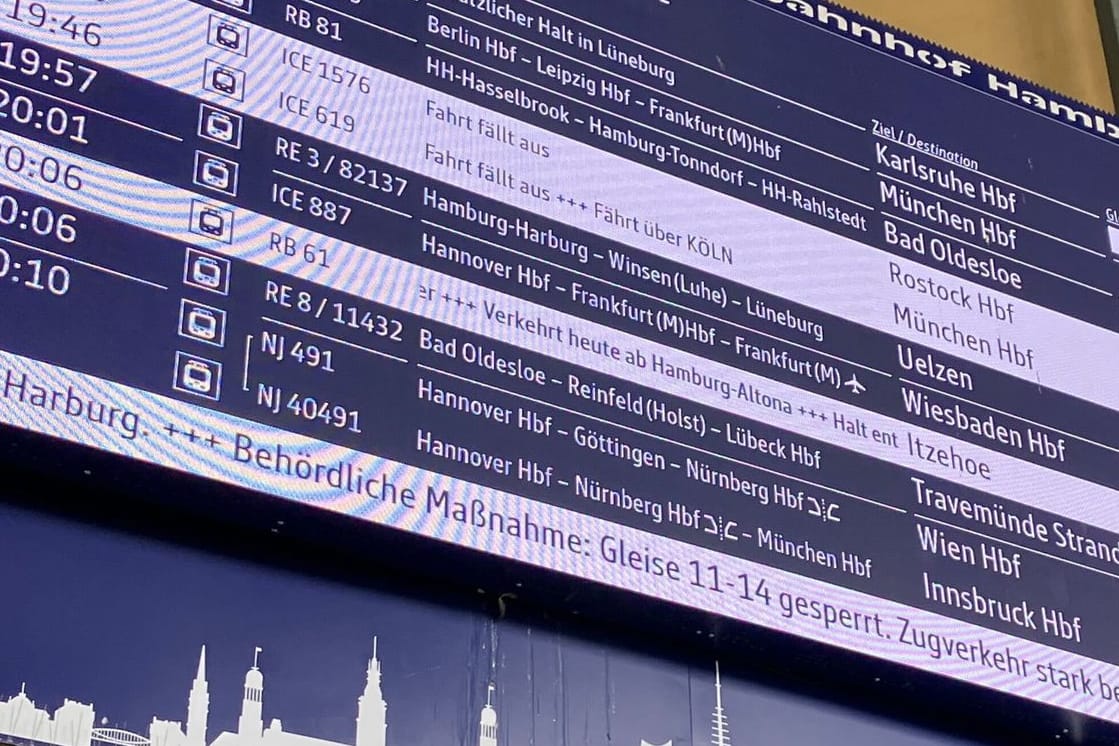 ahnhof Ham
Ziel / Destination
Gl
tzlicher Halt in Lüneburg Karlsruhe Hbf
Berlin Hbf – Leipzig Hbf – Frankfurt(M)Hbf München Hbf
RB 81 HH-Hasselbrook – Hamburg-Tonndorf – HH-Rahlstedt Bad Oldesloe
ICE 1576 Fahrt fällt aus Rostock Hbf
19:46 ICE 619 Fahrt fällt aus +++ Fährt über KÖLN München Hbf
19:57 RE 3 / 82137 Hamburg-Harburg – Winsen(Luhe) – Lüneburg Uelzen
20:01 ICE 887 Hannover Hbf – Frankfurt(M)Hbf – Frankfurt(M) Wiesbaden Hbf
0:06 RB 61 er +++ Verkehrt heute ab Hamburg-Altona +++ Halt ent Itzehoe
0:06 RE 8 / 11432 Bad Oldesloe – Reinfeld(Holst) – Lübeck Hbf Travemünde Strand
0:10 NJ 491 Hannover Hbf – Göttingen – Nürnberg Hbf Wien Hbf
NJ 40491 Hannover Hbf – Nürnberg Hbf – München Hbf Innsbruck Hbf
Harburg. +++ Behördliche Maßnahme: Gleise 11-14 gesperrt. Zugverkehr stark be